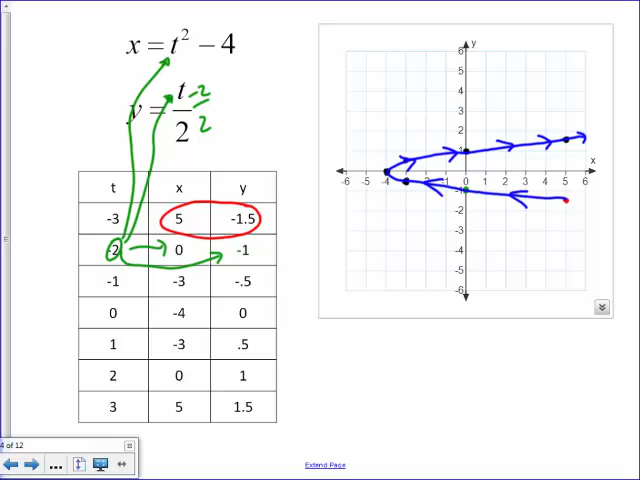 x = t² − 4
y = t/2
-2/2
t x y
-3 5 -1.5
-2 0 -1
-1 -3 -.5
0 -4 0
1 -3 .5
2 0 1
3 5 1.5
y
6
5
4
3
2
1
x
-6 -5 -4 -3 -2 -1 0 1 2 3 4 5 6
-1
-2
-3
-4
-5
-6
4 of 12
...
Extend Page